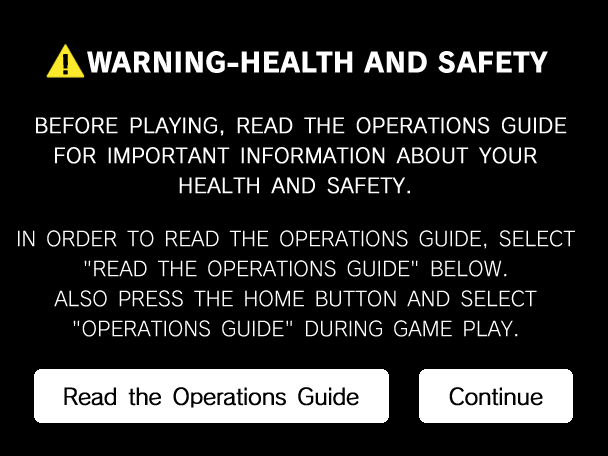 WARNING-HEALTH AND SAFETY
BEFORE PLAYING, READ THE OPERATIONS GUIDE
FOR IMPORTANT INFORMATION ABOUT YOUR
HEALTH AND SAFETY.
IN ORDER TO READ THE OPERATIONS GUIDE, SELECT
"READ THE OPERATIONS GUIDE" BELOW.
ALSO PRESS THE HOME BUTTON AND SELECT
"OPERATIONS GUIDE" DURING GAME PLAY.
Read the Operations Guide
Continue